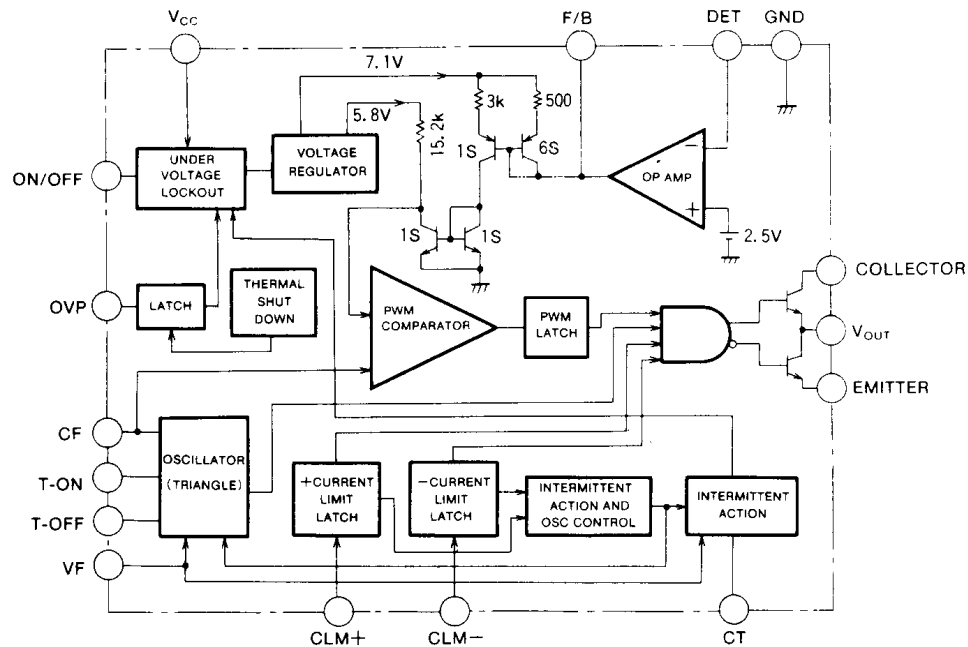 VCC
F/B
DET
GND
7.1V
5.8V
15.2k
3k
500
1S
6S
UNDER
VOLTAGE
LOCKOUT
VOLTAGE
REGULATOR
ON/OFF
OP AMP
−
+
2.5V
1S
1S
COLLECTOR
OVP
LATCH
THERMAL
SHUT
DOWN
PWM
COMPARATOR
PWM
LATCH
VOUT
EMITTER
CF
OSCILLATOR
(TRIANGLE)
T-ON
T-OFF
VF
+CURRENT
LIMIT
LATCH
−CURRENT
LIMIT
LATCH
INTERMITTENT
ACTION AND
OSC CONTROL
INTERMITTENT
ACTION
CLM+
CLM−
CT